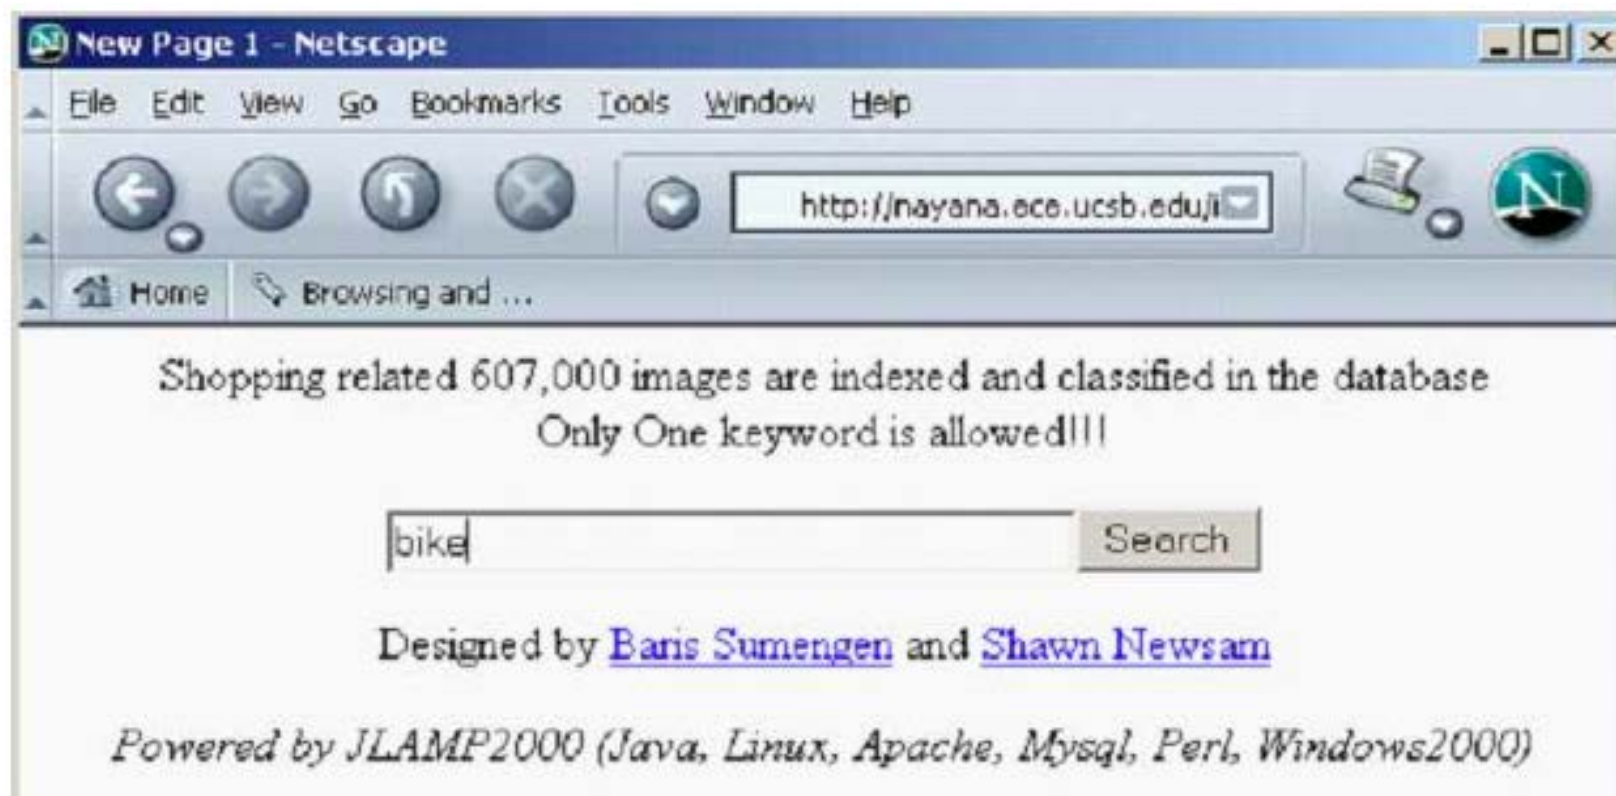 New Page 1 - Netscape
File Edit View Go Bookmarks Tools Window Help
http://nayana.ece.ucsb.edu/i
N
Home Browsing and ...
Shopping related 607,000 images are indexed and classified in the database
Only One keyword is allowed!!!
bike Search
Designed by Baris Sumengen and Shawn Newsam
Powered by JLAMP2000 (Java, Linux, Apache, Mysql, Perl, Windows2000)